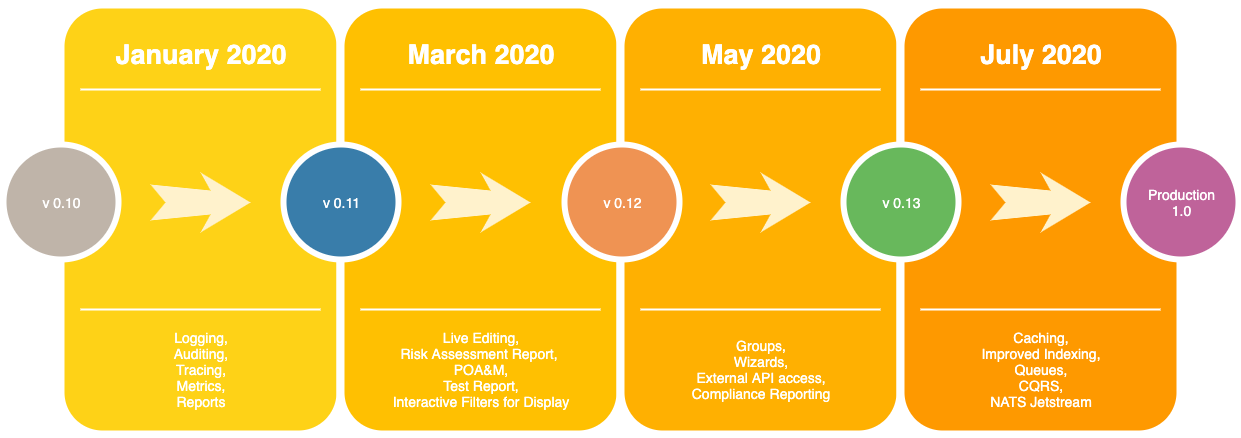 January 2020
March 2020
May 2020
July 2020
v 0.10
v 0.11
v 0.12
v 0.13
Production
1.0
Logging,
Auditing,
Tracing,
Metrics,
Reports
Live Editing,
Risk Assessment Report,
POA&M,
Test Report,
Interactive Filters for Display
Groups,
Wizards,
External API access,
Compliance Reporting
Caching,
Improved Indexing,
Queues,
CQRS,
NATS Jetstream